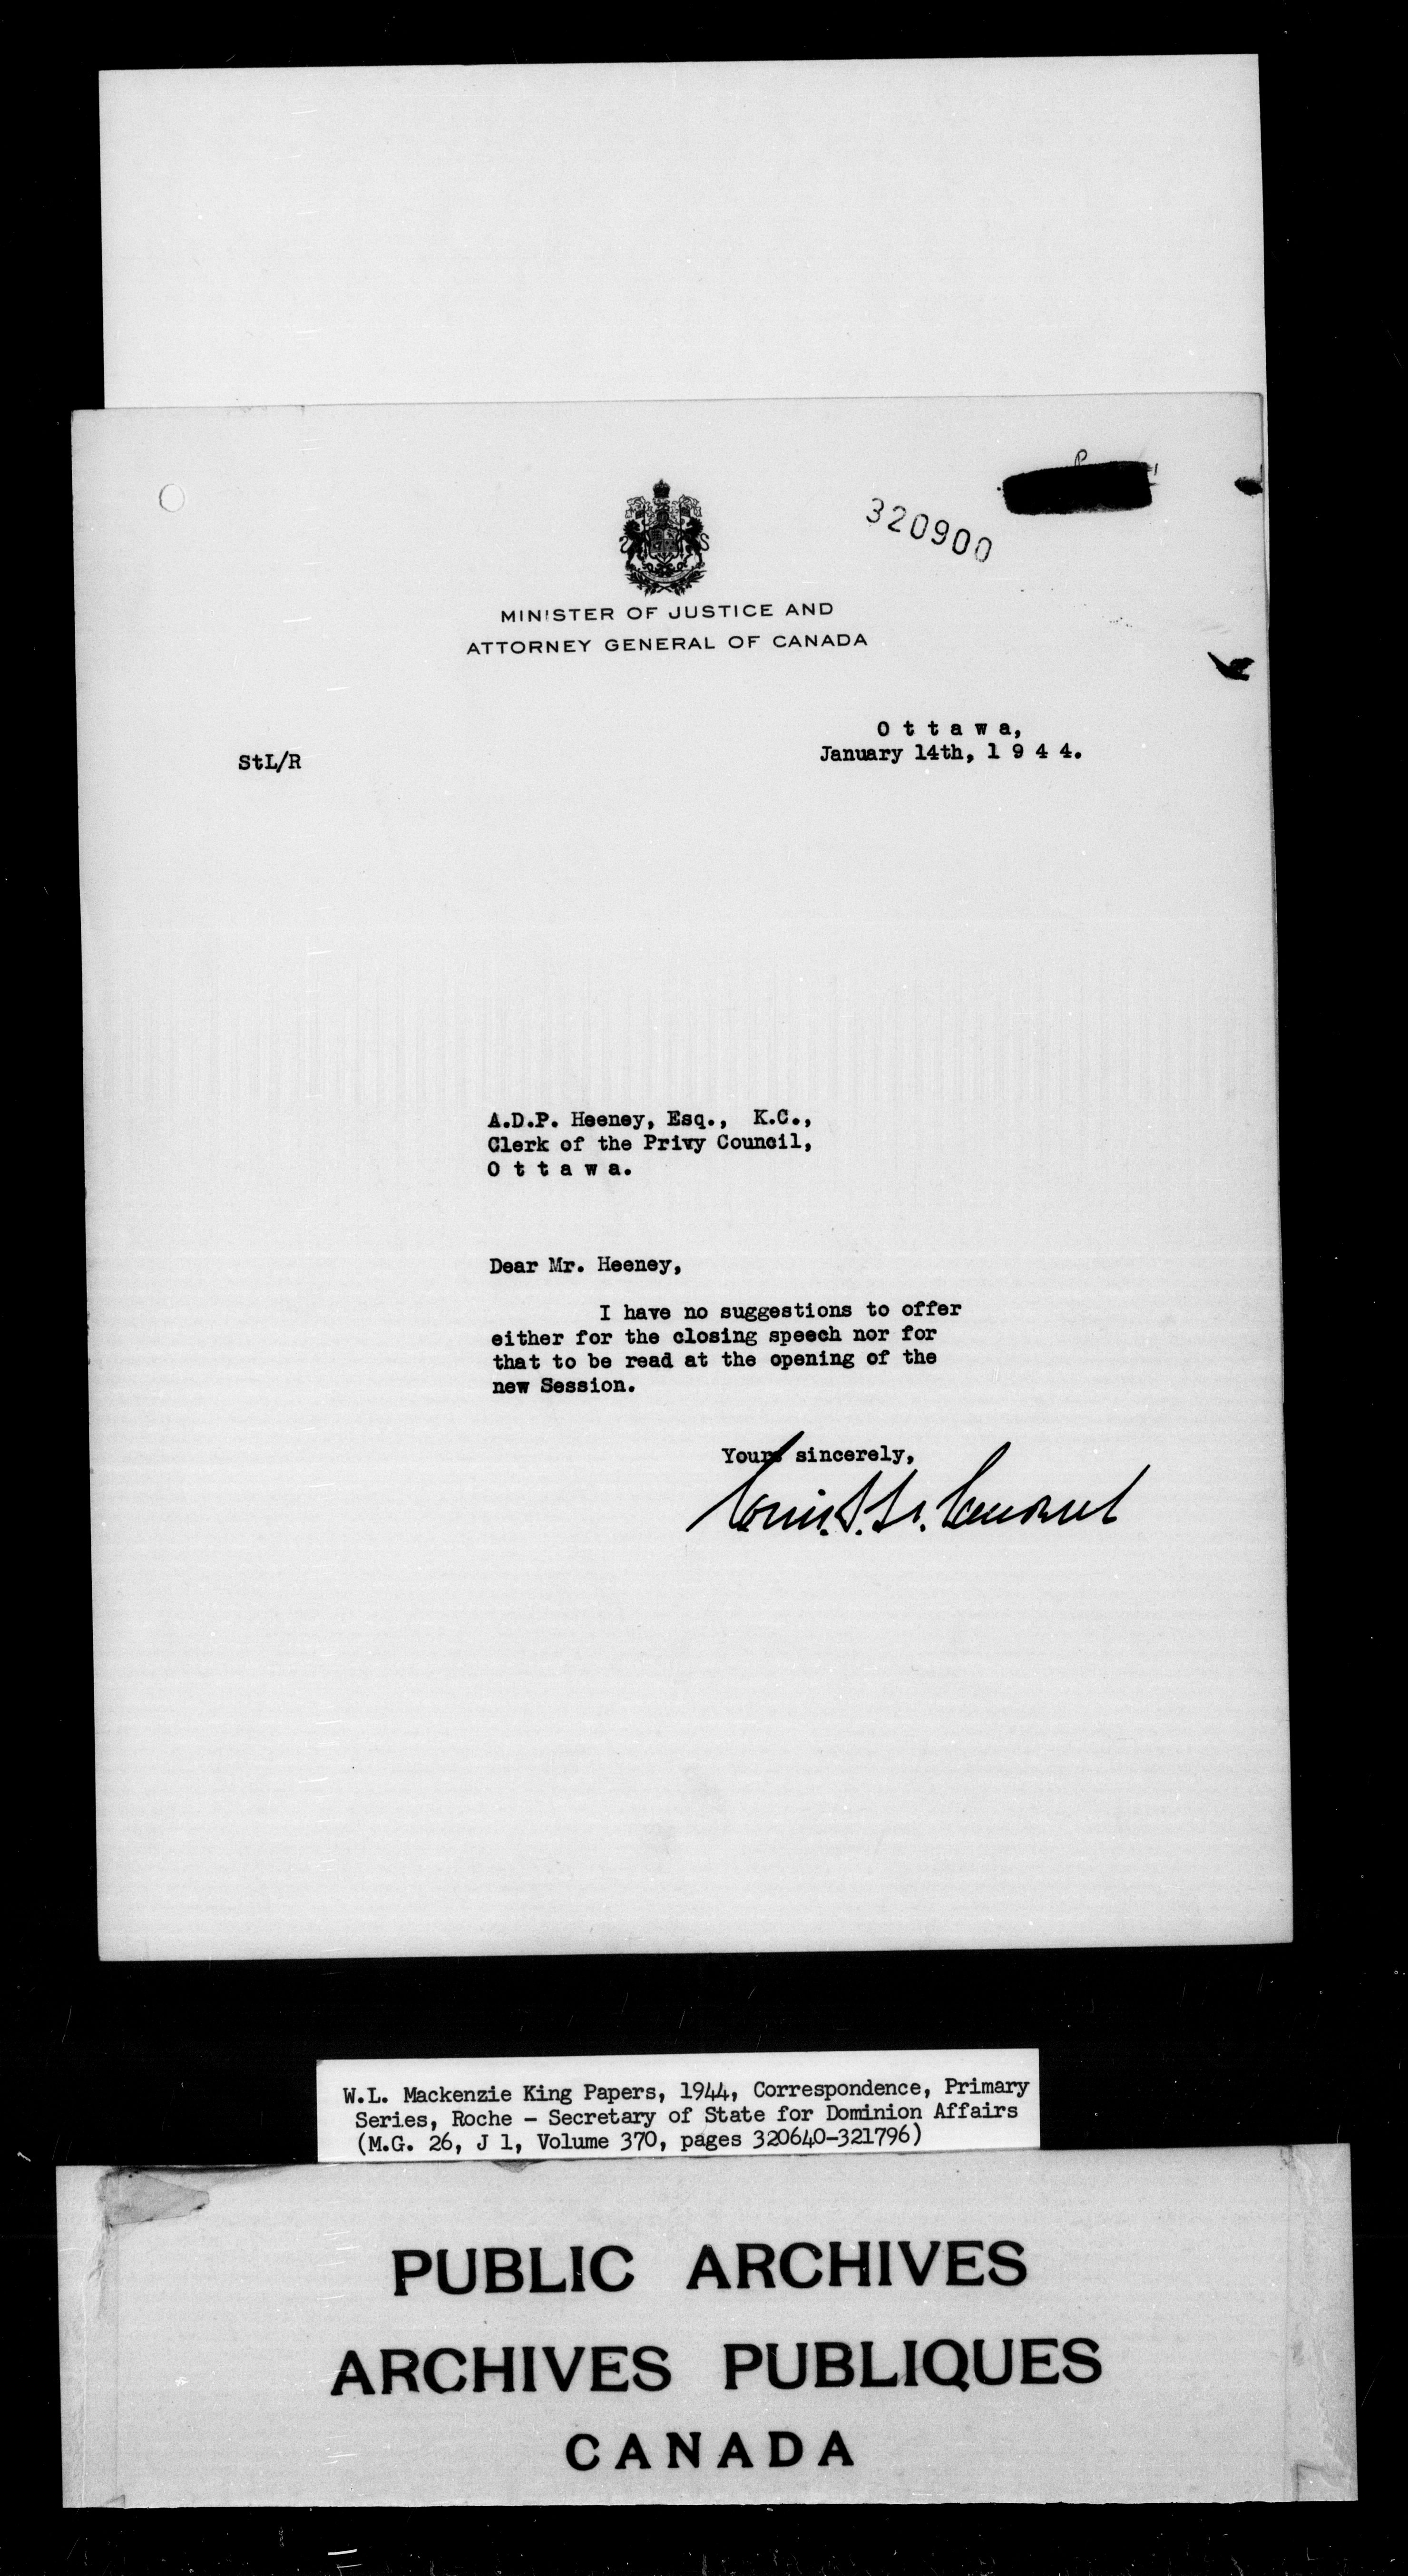 320900
MINISTER OF JUSTICE AND
ATTORNEY GENERAL OF CANADA
O t t a w a,
January 14th, 1 9 4 4.
StL/R
A.D.P. Heeney, Esq., K.C.,
Clerk of the Privy Council,
O t t a w a.
Dear Mr. Heeney,
I have no suggestions to offer
either for the closing speech nor for
that to be read at the opening of the
new Session.
Yours sincerely,
Louis S. St. Laurent
W.L. Mackenzie King Papers, 1944, Correspondence, Primary
Series, Roche - Secretary of State for Dominion Affairs
(M.G. 26, J 1, Volume 370, pages 320640-321796)
PUBLIC ARCHIVES
ARCHIVES PUBLIQUES
CANADA